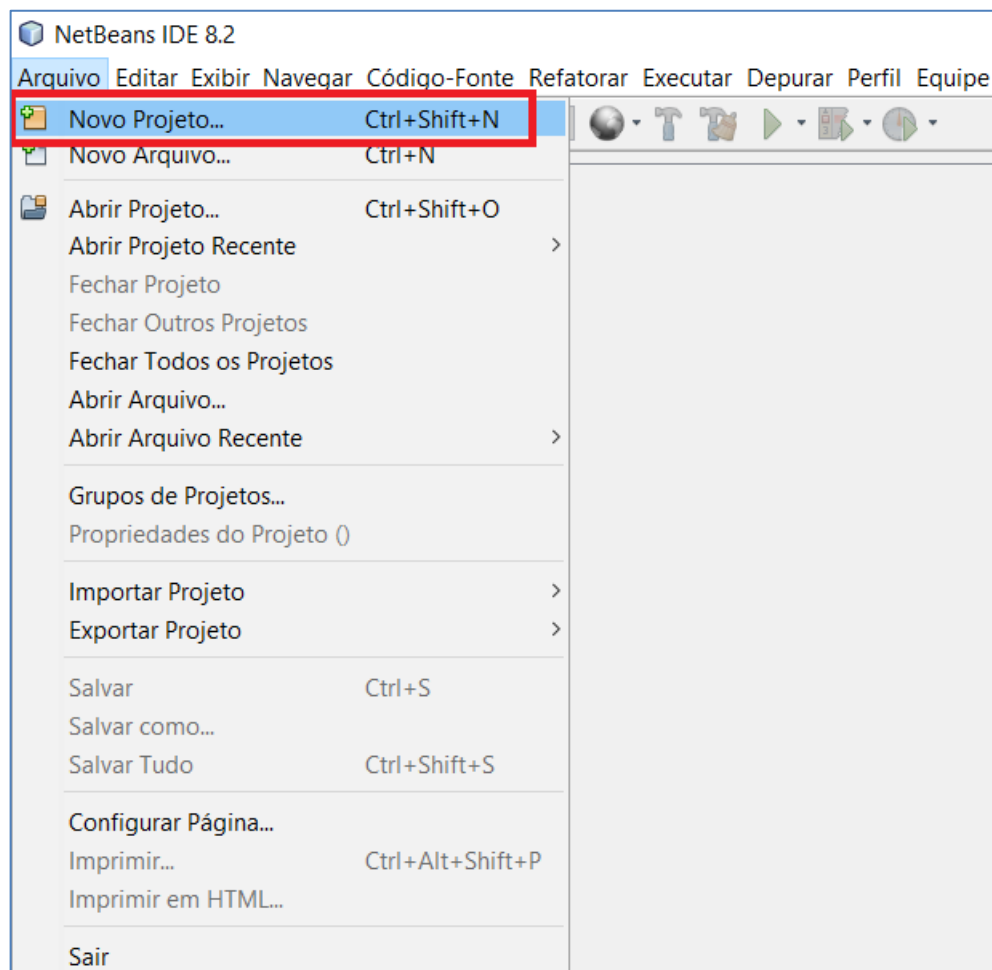 NetBeans IDE 8.2
Arquivo Editar Exibir Navegar Código-Fonte Refatorar Executar Depurar Perfil Equipe
Novo Projeto... Ctrl+Shift+N
Novo Arquivo... Ctrl+N
Abrir Projeto... Ctrl+Shift+O
Abrir Projeto Recente
Fechar Projeto
Fechar Outros Projetos
Fechar Todos os Projetos
Abrir Arquivo...
Abrir Arquivo Recente
Grupos de Projetos...
Propriedades do Projeto ()
Importar Projeto
Exportar Projeto
Salvar Ctrl+S
Salvar como...
Salvar Tudo Ctrl+Shift+S
Configurar Página...
Imprimir... Ctrl+Alt+Shift+P
Imprimir em HTML...
Sair